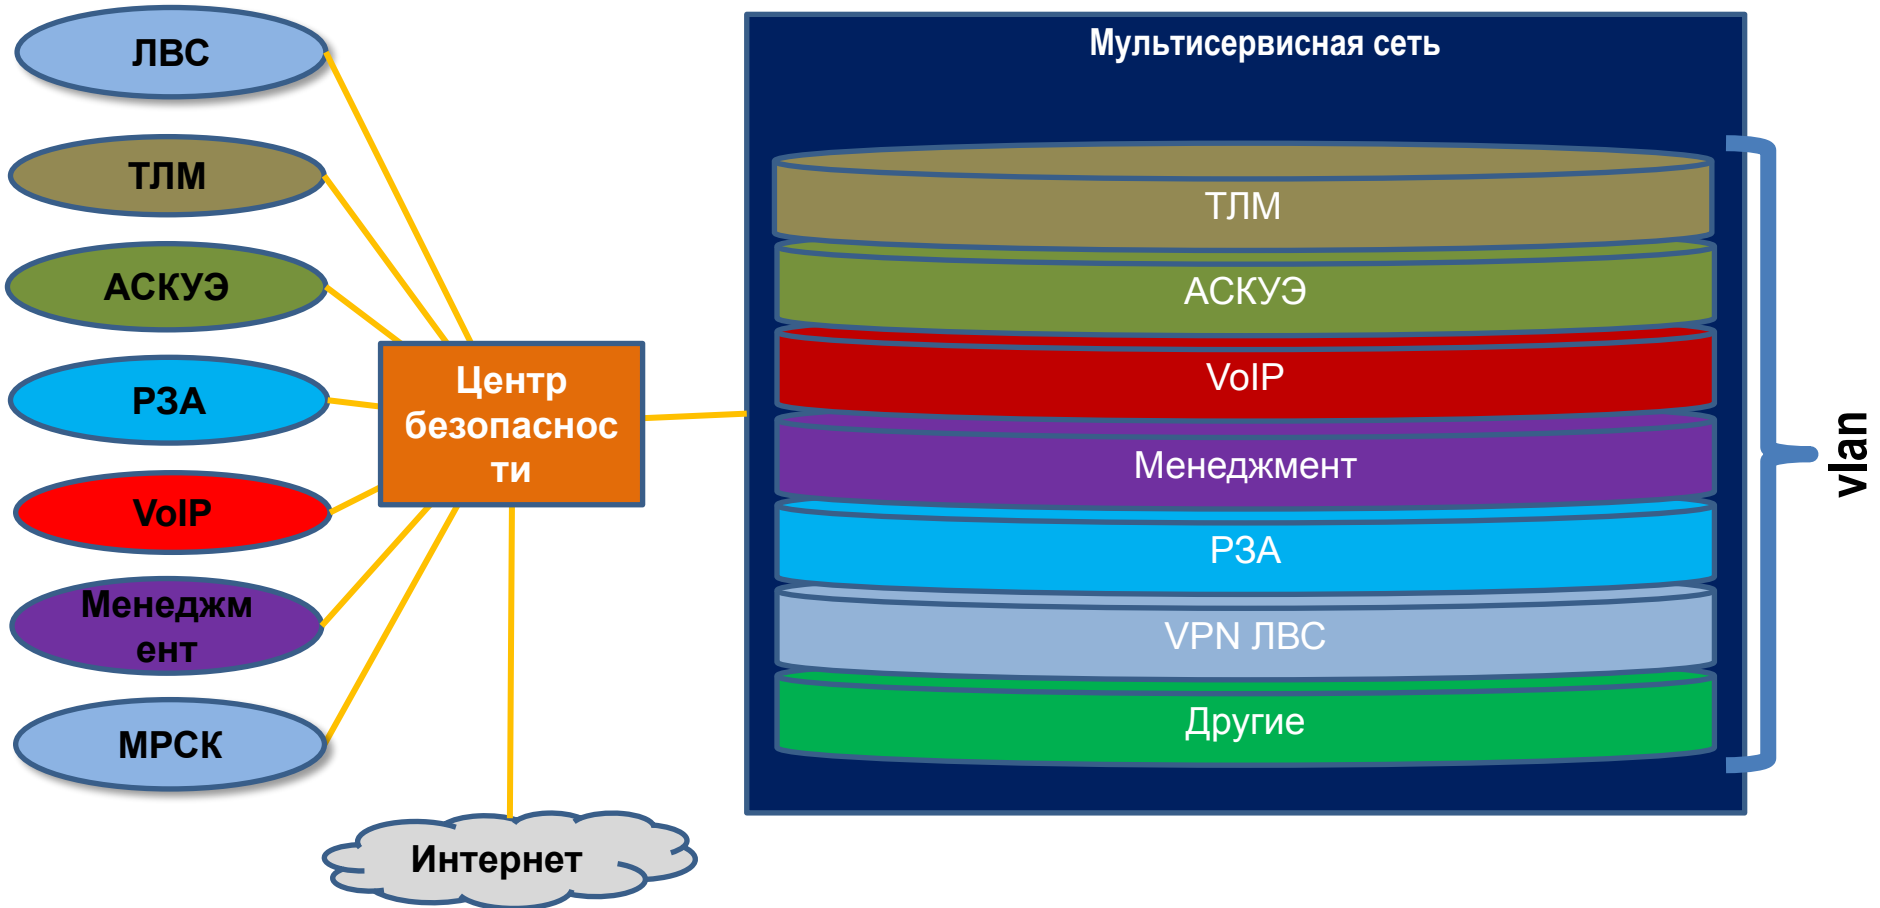 ЛВС
ТЛМ
АСКУЭ
РЗА
VoIP
Менеджм
ент
МРСК
Центр
безопаснос
ти
Интернет
Мультисервисная сеть
ТЛМ
АСКУЭ
VoIP
Менеджмент
РЗА
VPN ЛВС
Другие
vlan